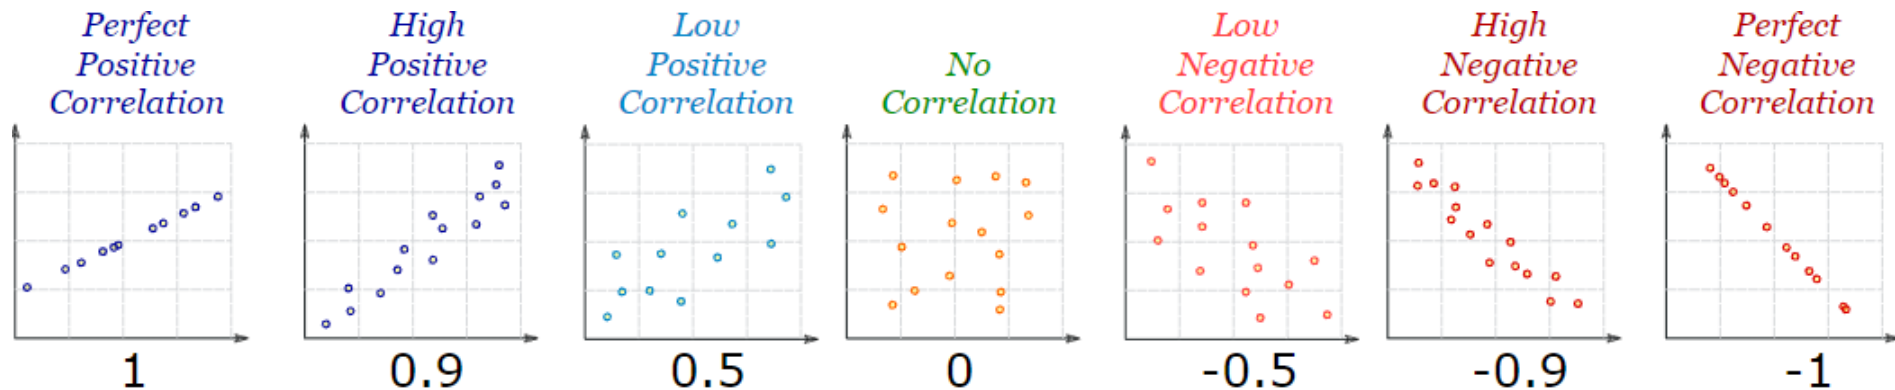 Perfect
Positive
Correlation
1
High
Positive
Correlation
0.9
Low
Positive
Correlation
0.5
No
Correlation
0
Low
Negative
Correlation
-0.5
High
Negative
Correlation
-0.9
Perfect
Negative
Correlation
-1